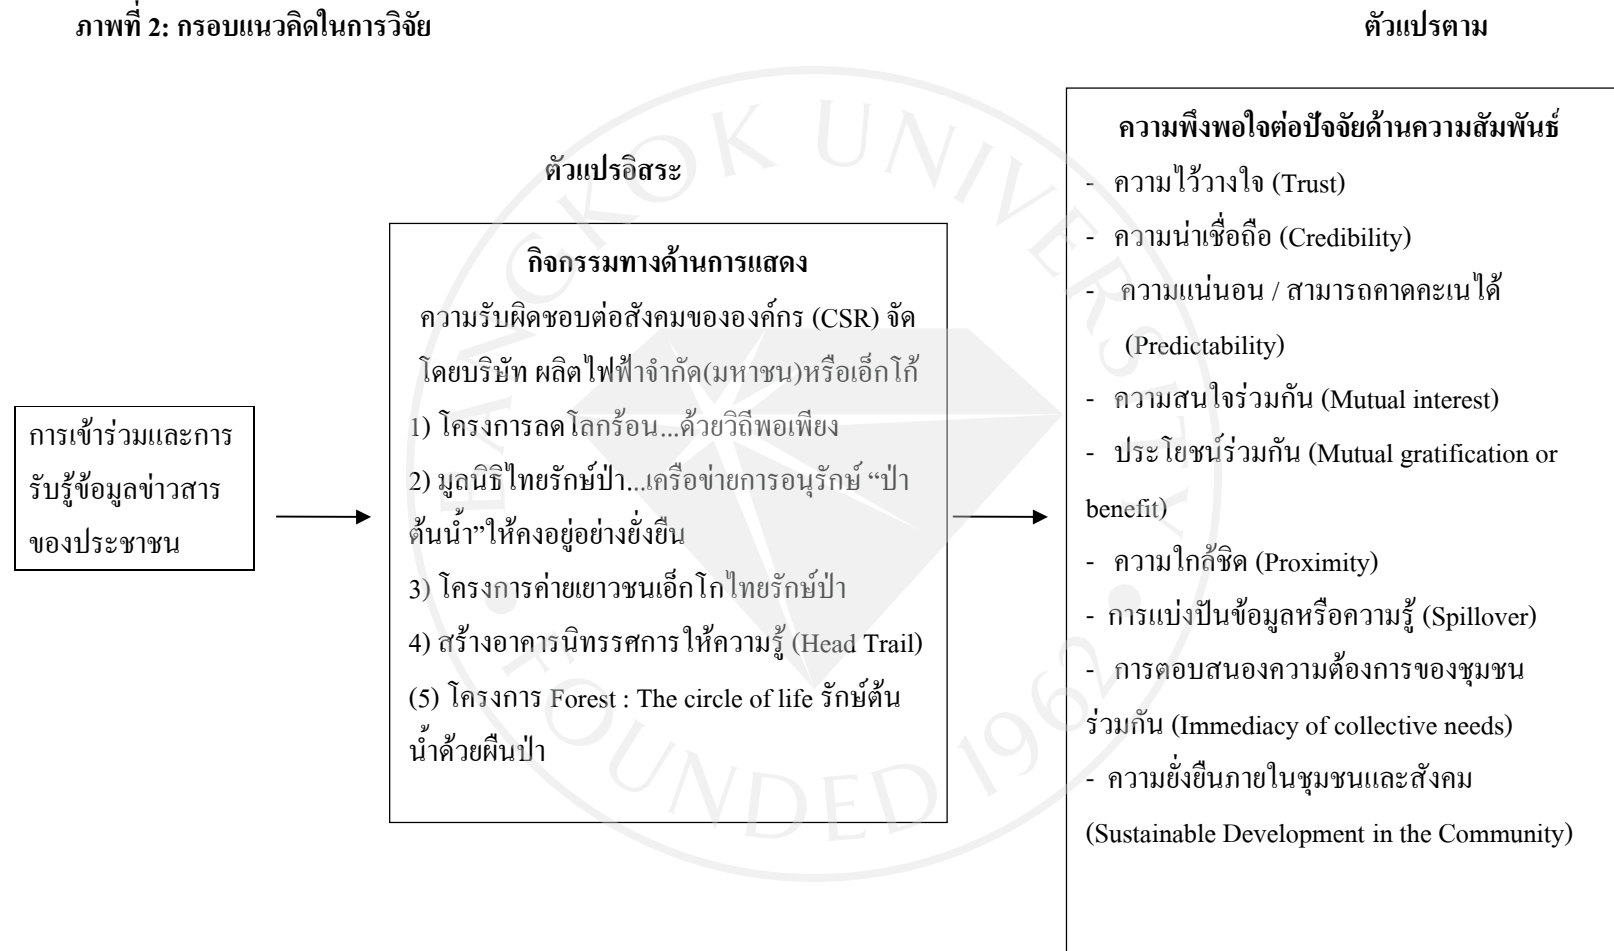 ภาพที่ 2: กรอบแนวคิดในการวิจัย
ตัวแปรตาม
ตัวแปรอิสระ
การเข้าร่วมและการ
รับรู้ข้อมูลข่าวสาร
ของประชาชน
กิจกรรมทางด้านการแสดง
ความรับผิดชอบต่อสังคมขององค์กร (CSR) จัด
โดยบริษัท ผลิตไฟฟ้าจำกัด(มหาชน)หรือเอ็กโก้
1) โครงการลดโลกร้อน...ด้วยวิถีพอเพียง
2) มูลนิธิไทยรักษ์ป่า...เครือข่ายการอนุรักษ์ “ป่า
ต้นน้ำ”ให้คงอยู่อย่างยั่งยืน
3) โครงการค่ายเยาวชนเอ็กโกไทยรักษ์ป่า
4) สร้างอาคารนิทรรศการให้ความรู้ (Head Trail)
(5) โครงการ Forest : The circle of life รักษ์ต้น
น้ำด้วยผืนป่า
ความพึงพอใจต่อปัจจัยด้านความสัมพันธ์
- ความไว้วางใจ (Trust)
- ความน่าเชื่อถือ (Credibility)
- ความแน่นอน / สามารถคาดคะเนได้
(Predictability)
- ความสนใจร่วมกัน (Mutual interest)
- ประโยชน์ร่วมกัน (Mutual gratification or
benefit)
- ความใกล้ชิด (Proximity)
- การแบ่งปันข้อมูลหรือความรู้ (Spillover)
- การตอบสนองความต้องการของชุมชน
ร่วมกัน (Immediacy of collective needs)
- ความยั่งยืนภายในชุมชนและสังคม
(Sustainable Development in the Community)
BANGKOK UNIVERSITY
FOUNDED 1962